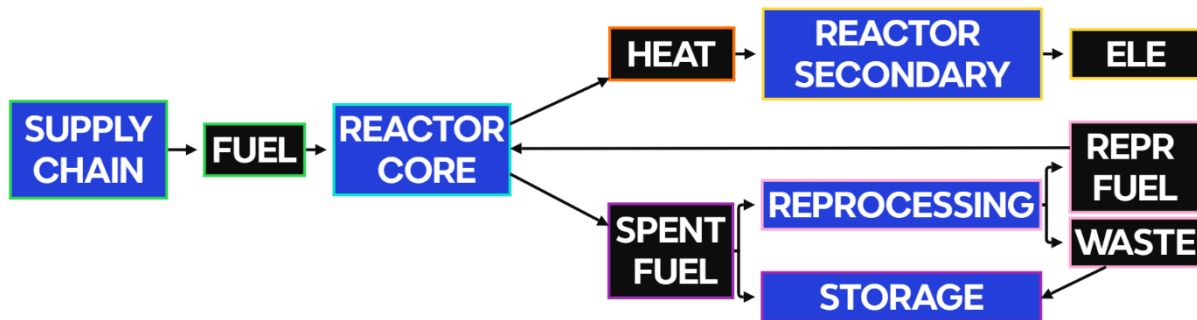 SUPPLY
CHAIN
FUEL
REACTOR
CORE
HEAT
REACTOR
SECONDARY
ELE
SPENT
FUEL
REPROCESSING
STORAGE
REPR
FUEL
WASTE